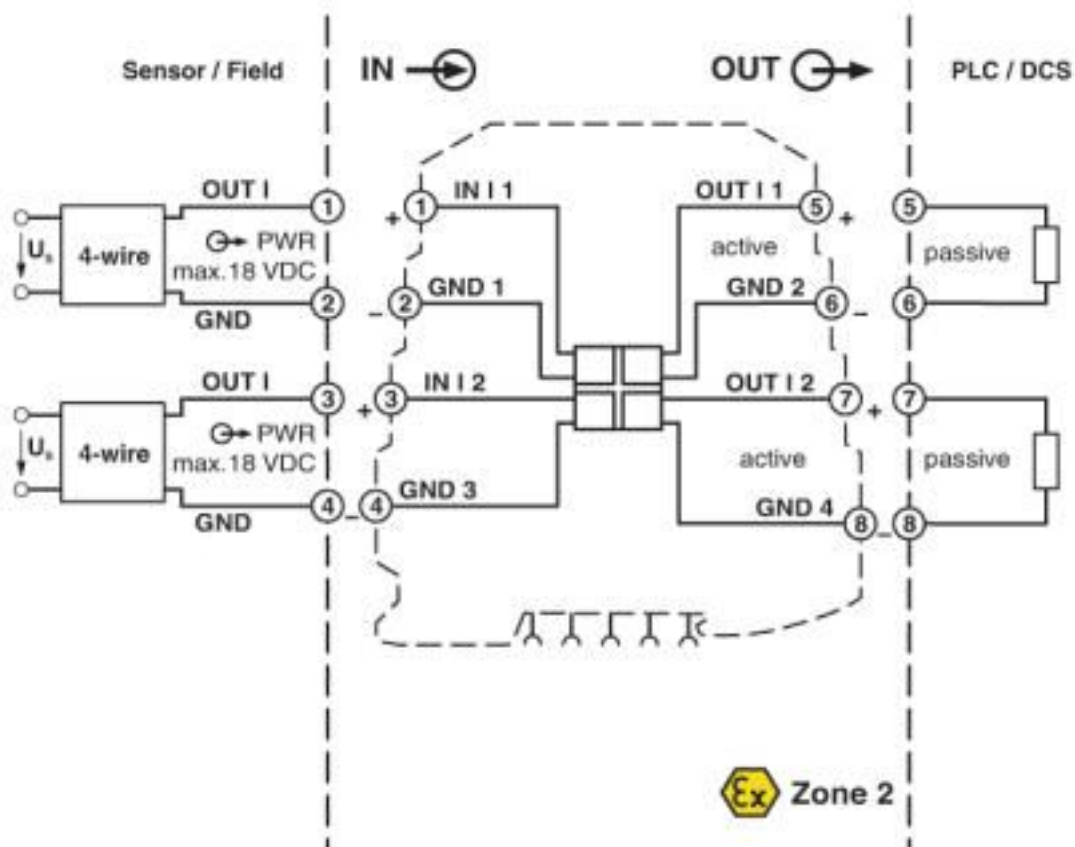 Sensor / Field
IN
OUT
PLC / DCS
OUT I
1
+
1
IN I 1
OUT I 1
5
+
5
Us
4-wire
PWR
max. 18 VDC
active
passive
GND
2
–
2
GND 1
GND 2
6
–
6
OUT I
3
+
3
IN I 2
OUT I 2
7
+
7
Us
4-wire
PWR
max. 18 VDC
active
passive
GND
4
–
4
GND 3
GND 4
8
–
8
Ex Zone 2